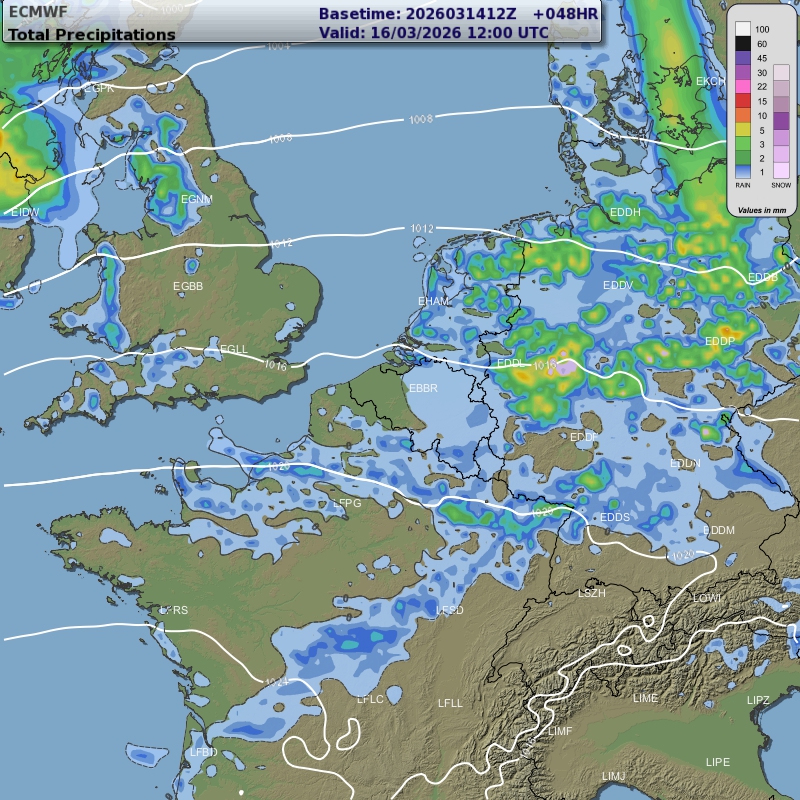 ECMWF
Basetime: 2026031412Z +048HR
Total Precipitations
Valid: 16/03/2026 12:00 UTC
100
60
45
30
22
15
10
5
3
2
1
RAIN SNOW
Values in mm
1004
EGPK
EKCH
1008
1008
EIDW
EGNM
EDDH
1012
1012
EGBB
EHAM
EDDV
EDDB
EGLL
1016
EDDL
1016
EDDP
EBBR
EDDF
1020
EDDN
LFPG
1020
EDDS
EDDM
1020
LFRS
LFSD
LSZH
LOWI
1024
LFLC
LFLL
LIME
LIPZ
LIMF
LFBD
LIPE
LIMJ